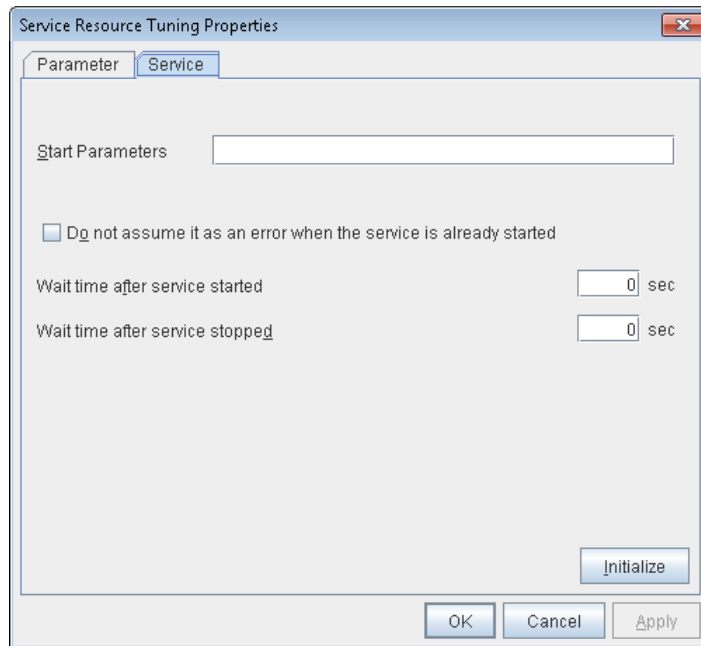 Service Resource Tuning Properties
Parameter Service
Start Parameters
Do not assume it as an error when the service is already started
Wait time after service started 0 sec
Wait time after service stopped 0 sec
Initialize
OK Cancel Apply